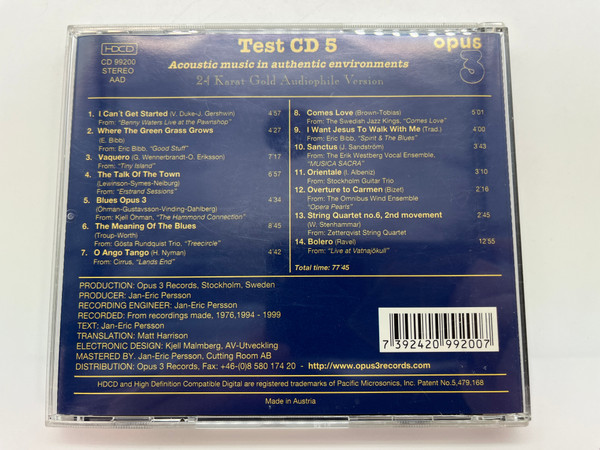 HDCD
CD 99200
STEREO
AAD
Test CD 5
Acoustic music in authentic environments
24 Karat Gold Audiophile Version
opus
3
1. I Can't Get Started (V. Duke-J. Gershwin) 4'57
From: "Benny Waters Live at the Pawnshop"
2. Where The Green Grass Grows 4'27
(E. Bibb)
From: Eric Bibb, "Good Stuff"
3. Vaquero (G. Wennerbrandt-O. Eriksson) 7'17
From: "Tiny Island"
4. The Talk Of The Town 6'57
(Lewinson-Symes-Neiburg)
From: "Erstrand Sessions"
5. Blues Opus 3 4'34
(Öhman-Gustavsson-Vinding-Dahlberg)
From: Kjell Öhman, "The Hammond Connection"
6. The Meaning Of The Blues 8'45
(Troup-Worth)
From: Gösta Rundquist Trio, "Treecircle"
7. O Ango Tango (H. Nyman) 4'22
From: Cirrus, "Lands End"
8. Comes Love (Brown-Tobias) 5'01
From: The Swedish Jazz Kings, "Comes Love"
9. I Want Jesus To Walk With Me (Trad.) 4'00
From: Eric Bibb, "Spirit & The Blues"
10. Sanctus (J. Sandström) 3'43
From: The Erik Westberg Vocal Ensemble,
"MUSICA SACRA"
11. Orientale (I. Albeniz) 3'10
From: Stockholm Guitar Trio
12. Overture to Carmen (Bizet) 2'16
From: The Omnibus Wind Ensemble
"Opera Pearls"
13. String Quartet no.6, 2nd movement 2'45
(W. Stenhammar)
From: Zetterqvist String Quartet
14. Bolero (Ravel) 12'55
From: "Live at Vatnajökull"
Total time: 77'45
PRODUCTION: Opus 3 Records, Stockholm, Sweden
PRODUCER: Jan-Eric Persson
RECORDING ENGINEER: Jan-Eric Persson
RECORDED: From recordings made, 1976,1994 - 1999
TEXT: Jan-Eric Persson
TRANSLATION: Matt Harrison
ELECTRONIC DESIGN: Kjell Malmberg, AV-Utveckling
MASTERED BY. Jan-Eric Persson, Cutting Room AB
DISTRIBUTION: Opus 3 Records, Fax: +46-(0)8 580 174 20 - http://www.opus3records.com
7 392420 992007
HDCD and High Definition Compatible Digital are registered trademarks of Pacific Microsonics, Inc. Patent No.5,479,168
Made in Austria